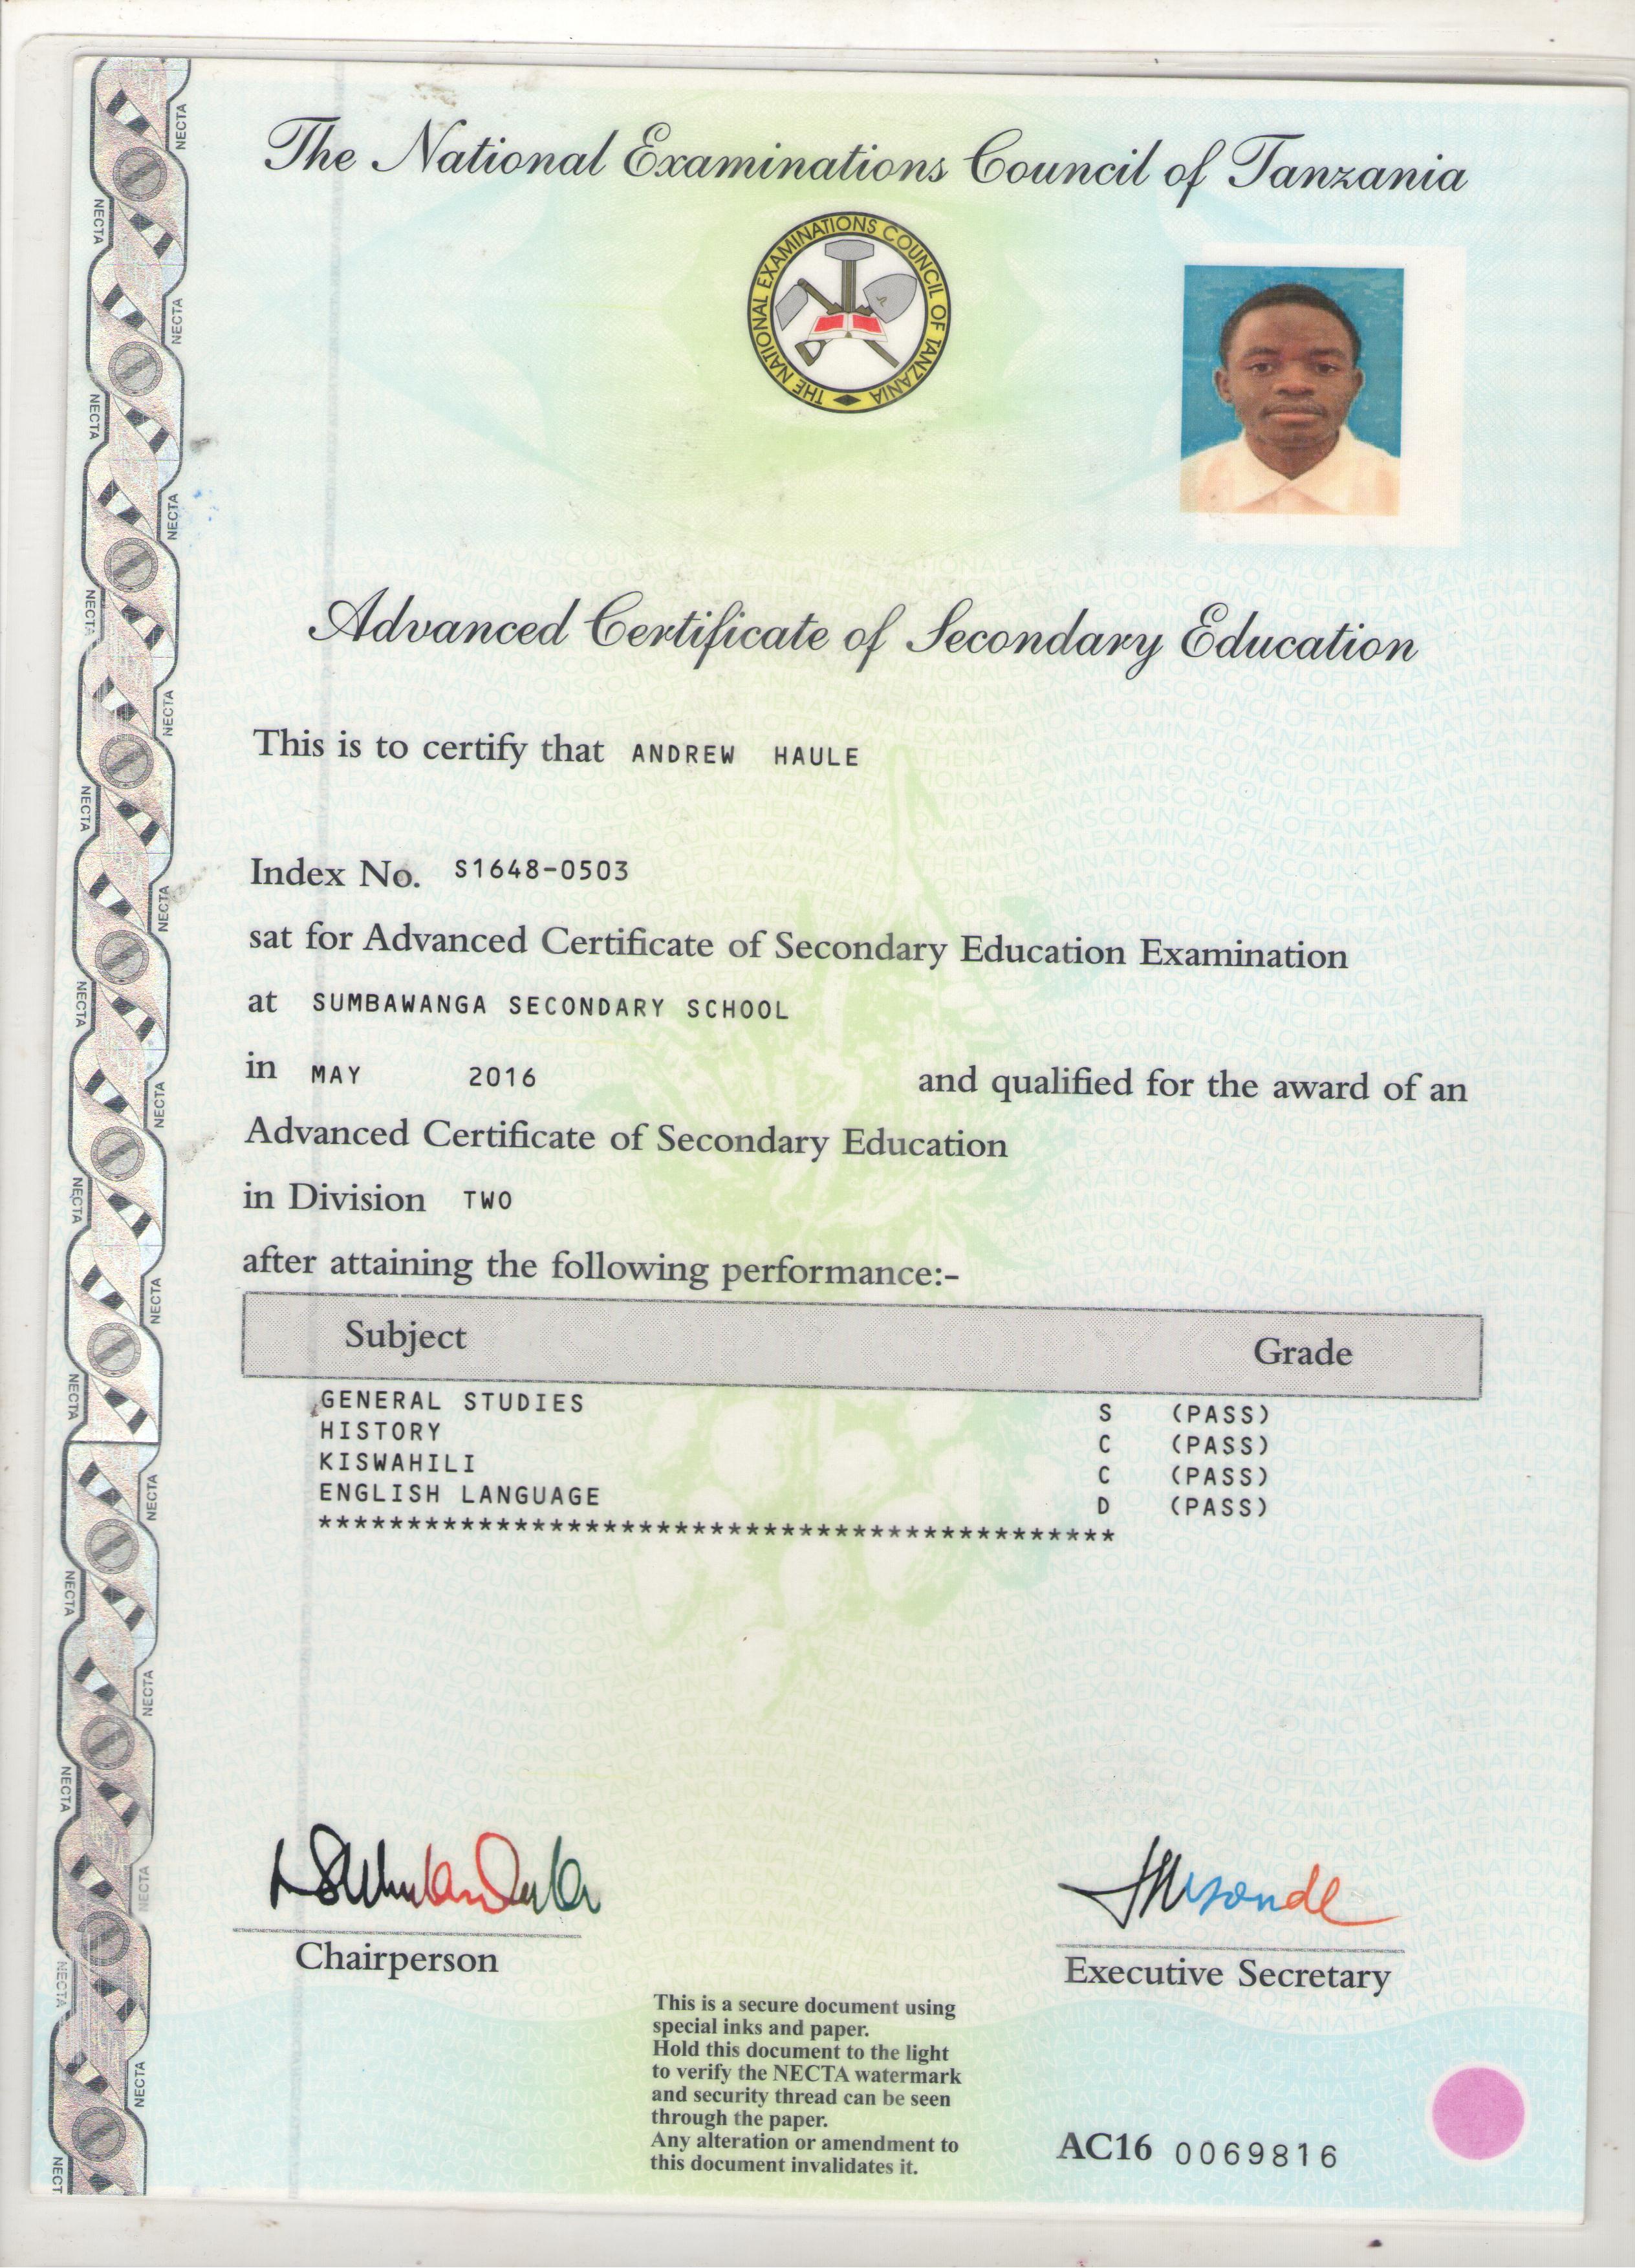 The National Examinations Council of Tanzania
THE NATIONAL EXAMINATIONS COUNCIL OF TANZANIA
Advanced Certificate of Secondary Education
This is to certify that ANDREW HAULE
Index No. S1648-0503
sat for Advanced Certificate of Secondary Education Examination
at SUMBAWANGA SECONDARY SCHOOL
in MAY 2016 and qualified for the award of an
Advanced Certificate of Secondary Education
in Division TWO
after attaining the following performance:-
Subject Grade
GENERAL STUDIES S (PASS)
HISTORY C (PASS)
KISWAHILI C (PASS)
ENGLISH LANGUAGE D (PASS)
*********************************************
Chairperson
Executive Secretary
This is a secure document using
special inks and paper.
Hold this document to the light
to verify the NECTA watermark
and security thread can be seen
through the paper.
Any alteration or amendment to
this document invalidates it.
AC16 0069816
NECTA